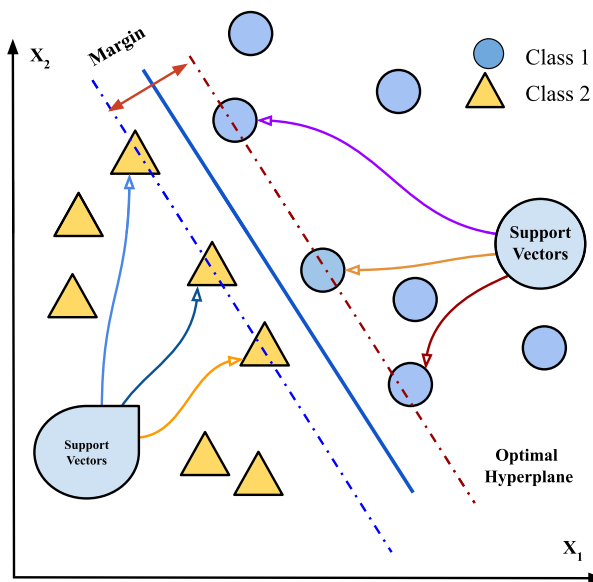 Margin
X2
Class 1
Class 2
Support
Vectors
Support
Vectors
Optimal
Hyperplane
X1